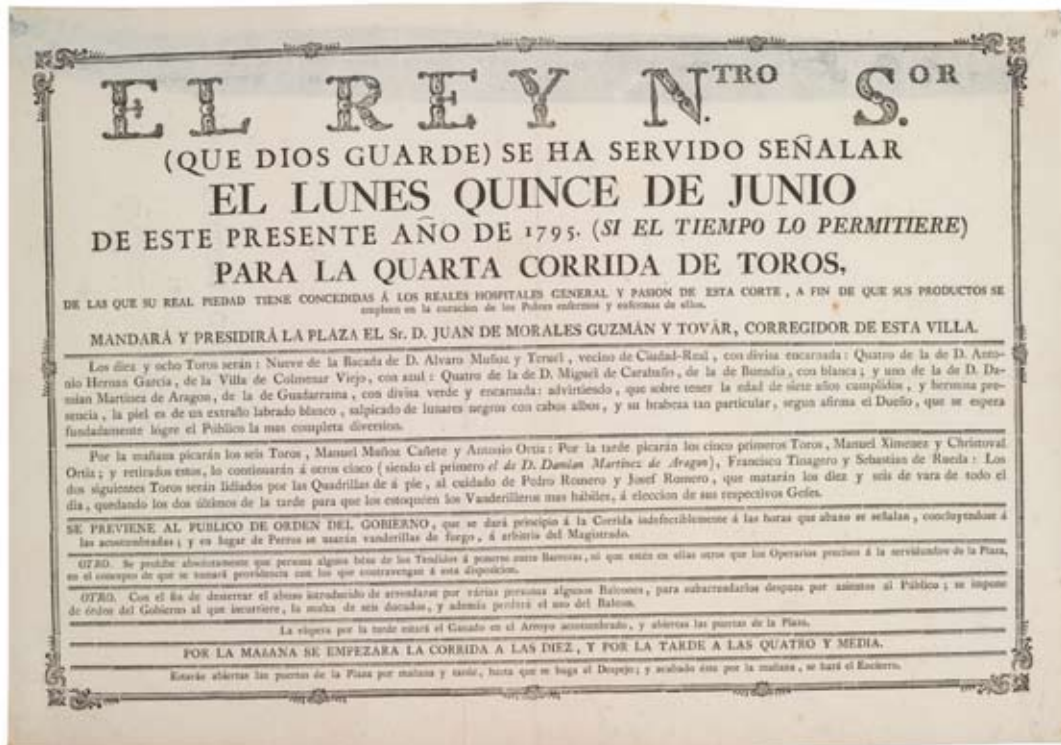 EL REY N.TRO S.OR
(QUE DIOS GUARDE) SE HA SERVIDO SEÑALAR
EL LUNES QUINCE DE JUNIO
DE ESTE PRESENTE AÑO DE 1795. (SI EL TIEMPO LO PERMITIERE)
PARA LA QUARTA CORRIDA DE TOROS,
DE LAS QUE SU REAL PIEDAD TIENE CONCEDIDAS Á LOS REALES HOSPITALES GENERAL Y PASION DE ESTA CORTE, A FIN DE QUE SUS PRODUCTOS SE
empleen en la curacion de los Pobres enfermos y enfermas de ellos.
MANDARÁ Y PRESIDIRÁ LA PLAZA EL Sr. D. JUAN DE MORALES GUZMÁN Y TOVÁR, CORREGIDOR DE ESTA VILLA.
Los diez y ocho Toros serán: Nueve de la Bacada de D. Alvaro Muñoz y Teruel, vecino de Ciudad-Real, con divisa encarnada: Quatro de la de D. Anto-
nio Hernan Garcia, de la Villa de Colmenar Viejo, con azul: Quatro de la de D. Miguel de Carabaño, de la de Buendia, con blanca; y uno de la de D. Da-
mian Martinez de Aragon, de la de Guadarrama, con divisa verde y encarnada: advirtiendo, que sobre tener la edad de siete años cumplidos, y hermosa pre-
sencia, la piel es de un extraño labrado blanco, salpicado de lunares negros con cabos albos, y su braveza tan particular, segun afirma el Dueño, que se espera
fundadamente logre el Público la mas completa diversion.
Por la mañana picarán los seis Toros, Manuel Muñoz Cañete y Antonio Ortiz: Por la tarde picarán los cinco primeros Toros, Manuel Ximenez y Christoval
Ortiz; y retirados estos, lo continuarán á otros cinco (siendo el primero el de D. Damian Martinez de Aragon), Francisco Tinagero y Sebastian de Rueda: Los
dos siguientes Toros serán lidiados por las Quadrillas de á pie, al cuidado de Pedro Romero y Josef Romero, que matarán los diez y seis de vara de todo el
dia, quedando los dos últimos de la tarde para que los estoqueen los Vanderilleros mas hábiles, á eleccion de sus respectivos Gefes.
SE PREVIENE AL PUBLICO DE ORDEN DEL GOBIERNO, que se dará principio á la Corrida indefectiblemente á las horas que abaxo se señalan, concluyendose á
las acostumbradas; y en lugar de Perros se usarán vanderillas de fuego, á arbitrio del Magistrado.
OTRO. Se prohibe absolutamente que persona alguna báxe de los Tendidos á ponerse entre Barreras, ni que estén en ellas otros que los Operarios precisos á la servidumbre de la Plaza,
en el concepto de que se tomará providencia con los que contravengan á esta disposicion.
OTRO. Con el fin de desterrar el abuso introducido de arrendarse por várias personas algunos Balcones, para subarrendarlos despues por asientos al Público; se impone
de órden del Gobierno al que incurriere, la multa de seis ducados, y además perderá el uso del Balcon.
La víspera por la tarde estará el Ganado en el Arroyo acostumbrado, y abiertas las puertas de la Plaza.
POR LA MAÑANA SE EMPEZARA LA CORRIDA A LAS DIEZ, Y POR LA TARDE A LAS QUATRO Y MEDIA.
Estarán abiertas las puertas de la Plaza por mañana y tarde, hasta que se haga el Despejo; y acabado éste por la mañana, se hará el Encierro.